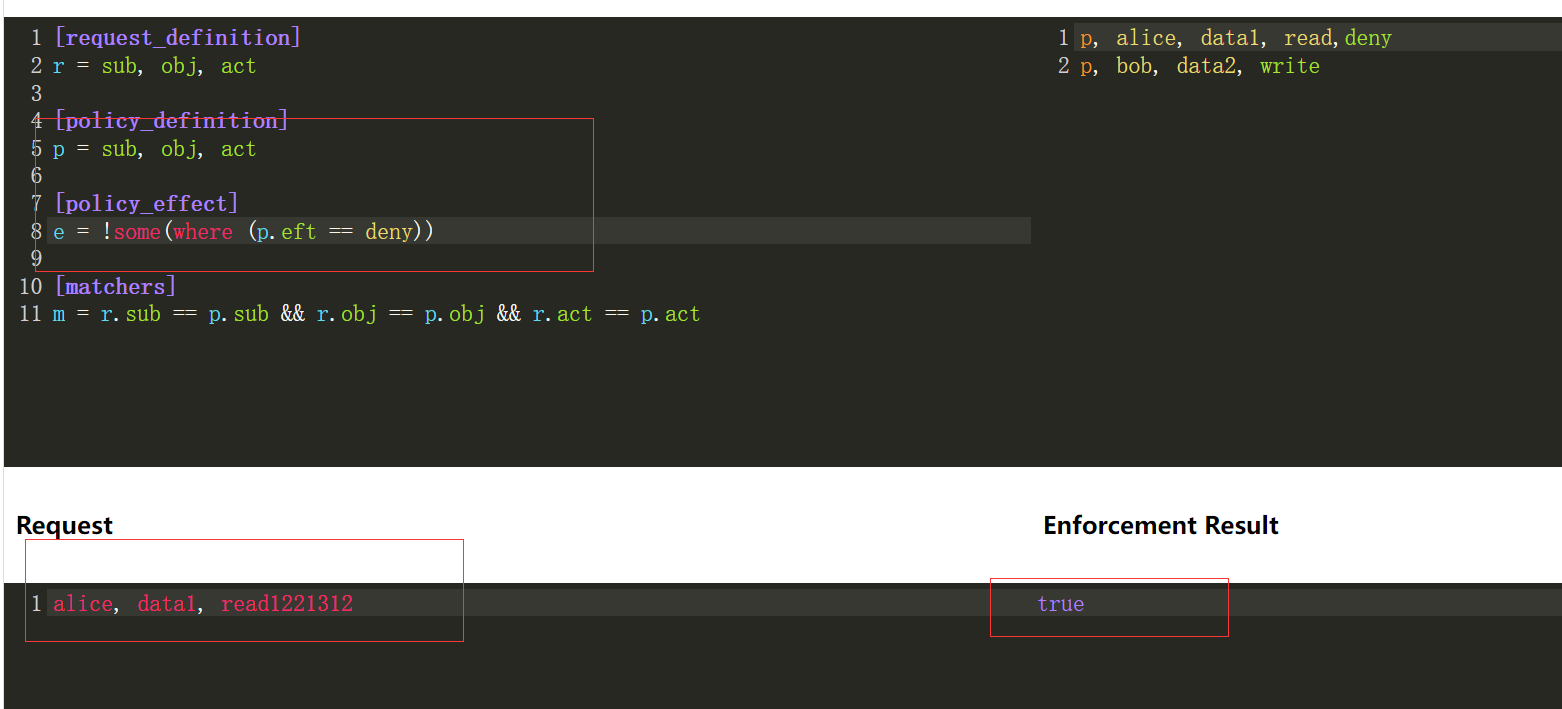 1 [request_definition]
2 r = sub, obj, act
3
4 [policy_definition]
5 p = sub, obj, act
6
7 [policy_effect]
8 e = !some(where (p.eft == deny))
9
10 [matchers]
11 m = r.sub == p.sub && r.obj == p.obj && r.act == p.act
1 p, alice, data1, read,deny
2 p, bob, data2, write
Request
1 alice, data1, read1221312
Enforcement Result
true